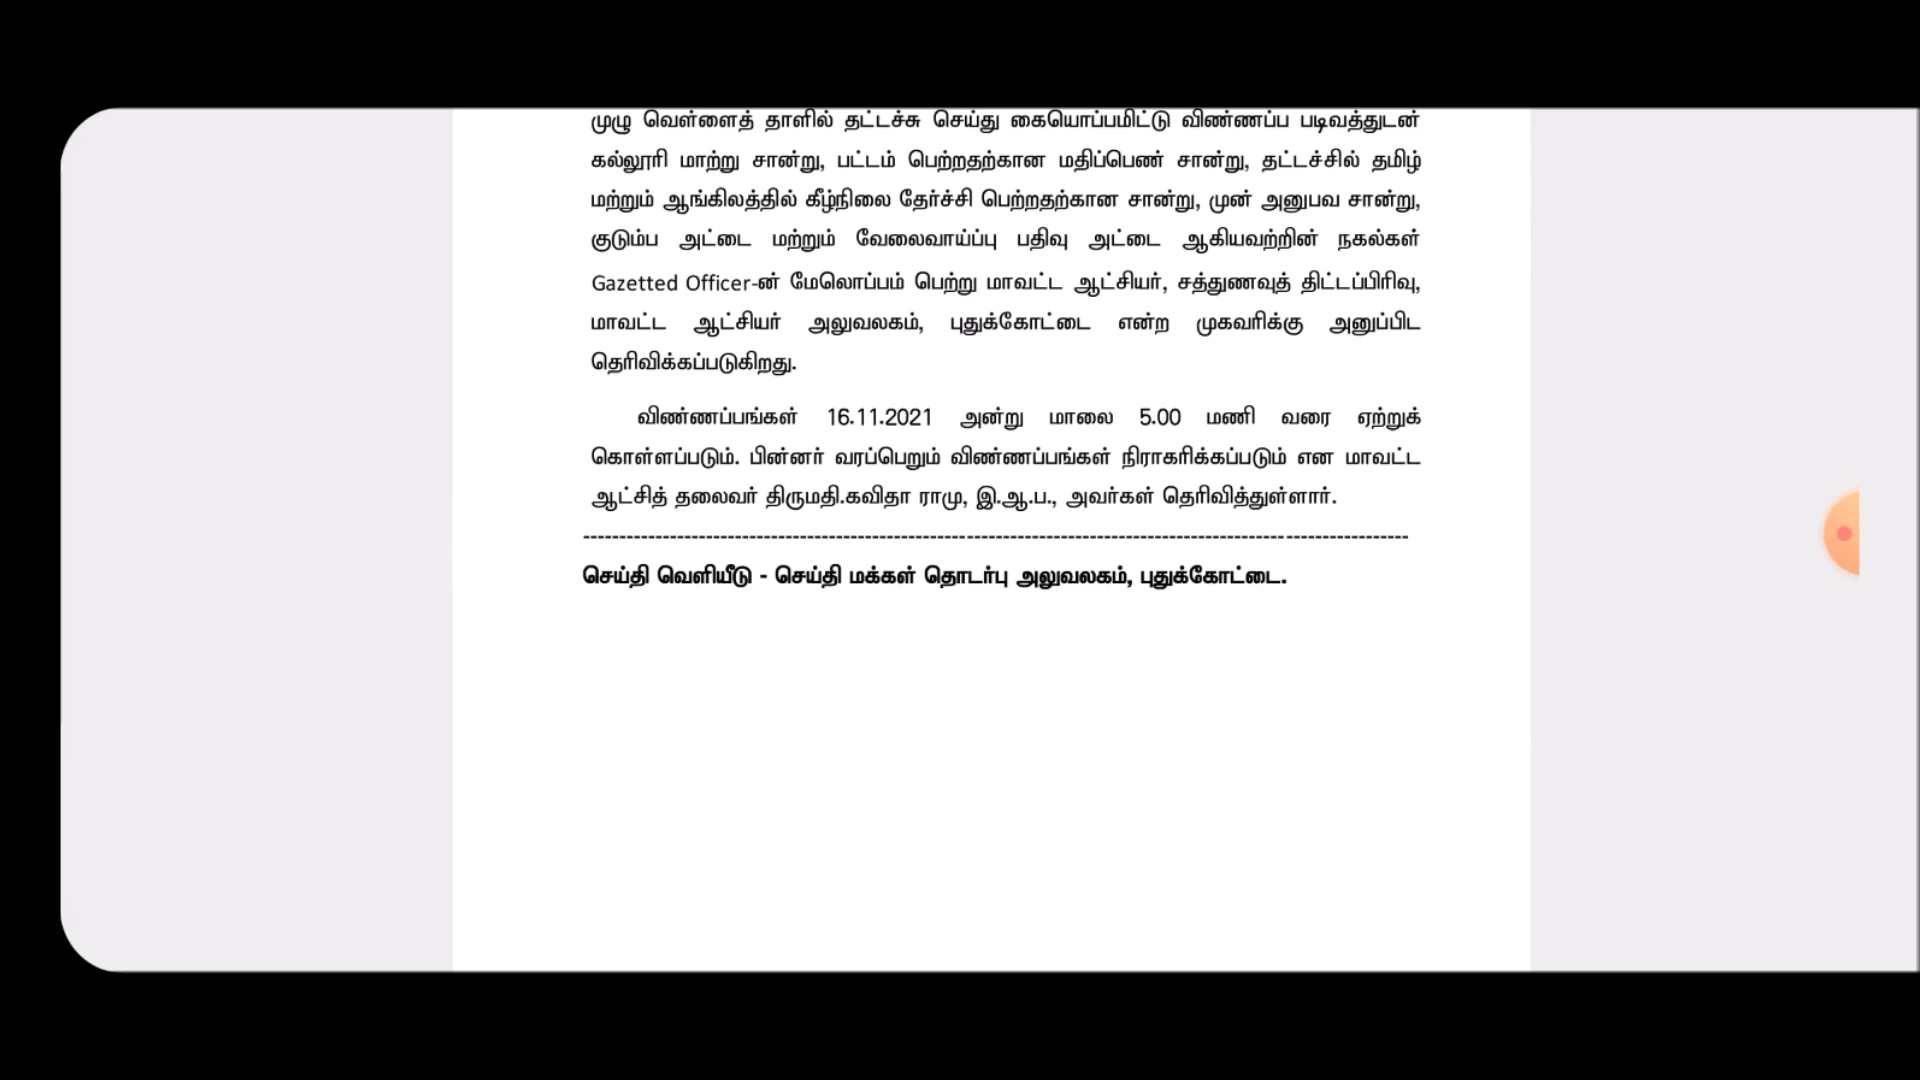 முழு வெள்ளைத் தாளில் தட்டச்சு செய்து கையொப்பமிட்டு விண்ணப்ப படிவத்துடன்
கல்லூரி மாற்று சான்று, பட்டம் பெற்றதற்கான மதிப்பெண் சான்று, தட்டச்சில் தமிழ்
மற்றும் ஆங்கிலத்தில் கீழ்நிலை தேர்ச்சி பெற்றதற்கான சான்று, முன் அனுபவ சான்று,
குடும்ப அட்டை மற்றும் வேலைவாய்ப்பு பதிவு அட்டை ஆகியவற்றின் நகல்கள்
Gazetted Officer-ன் மேலொப்பம் பெற்று மாவட்ட ஆட்சியர், சத்துணவுத் திட்டப்பிரிவு,
மாவட்ட ஆட்சியர் அலுவலகம், புதுக்கோட்டை என்ற முகவரிக்கு அனுப்பிட
தெரிவிக்கப்படுகிறது.
விண்ணப்பங்கள் 16.11.2021 அன்று மாலை 5.00 மணி வரை ஏற்றுக்
கொள்ளப்படும். பின்னர் வரப்பெறும் விண்ணப்பங்கள் நிராகரிக்கப்படும் என மாவட்ட
ஆட்சித் தலைவர் திருமதி.கவிதா ராமு, இ.ஆ.ப., அவர்கள் தெரிவித்துள்ளார்.
செய்தி வெளியீடு - செய்தி மக்கள் தொடர்பு அலுவலகம், புதுக்கோட்டை.